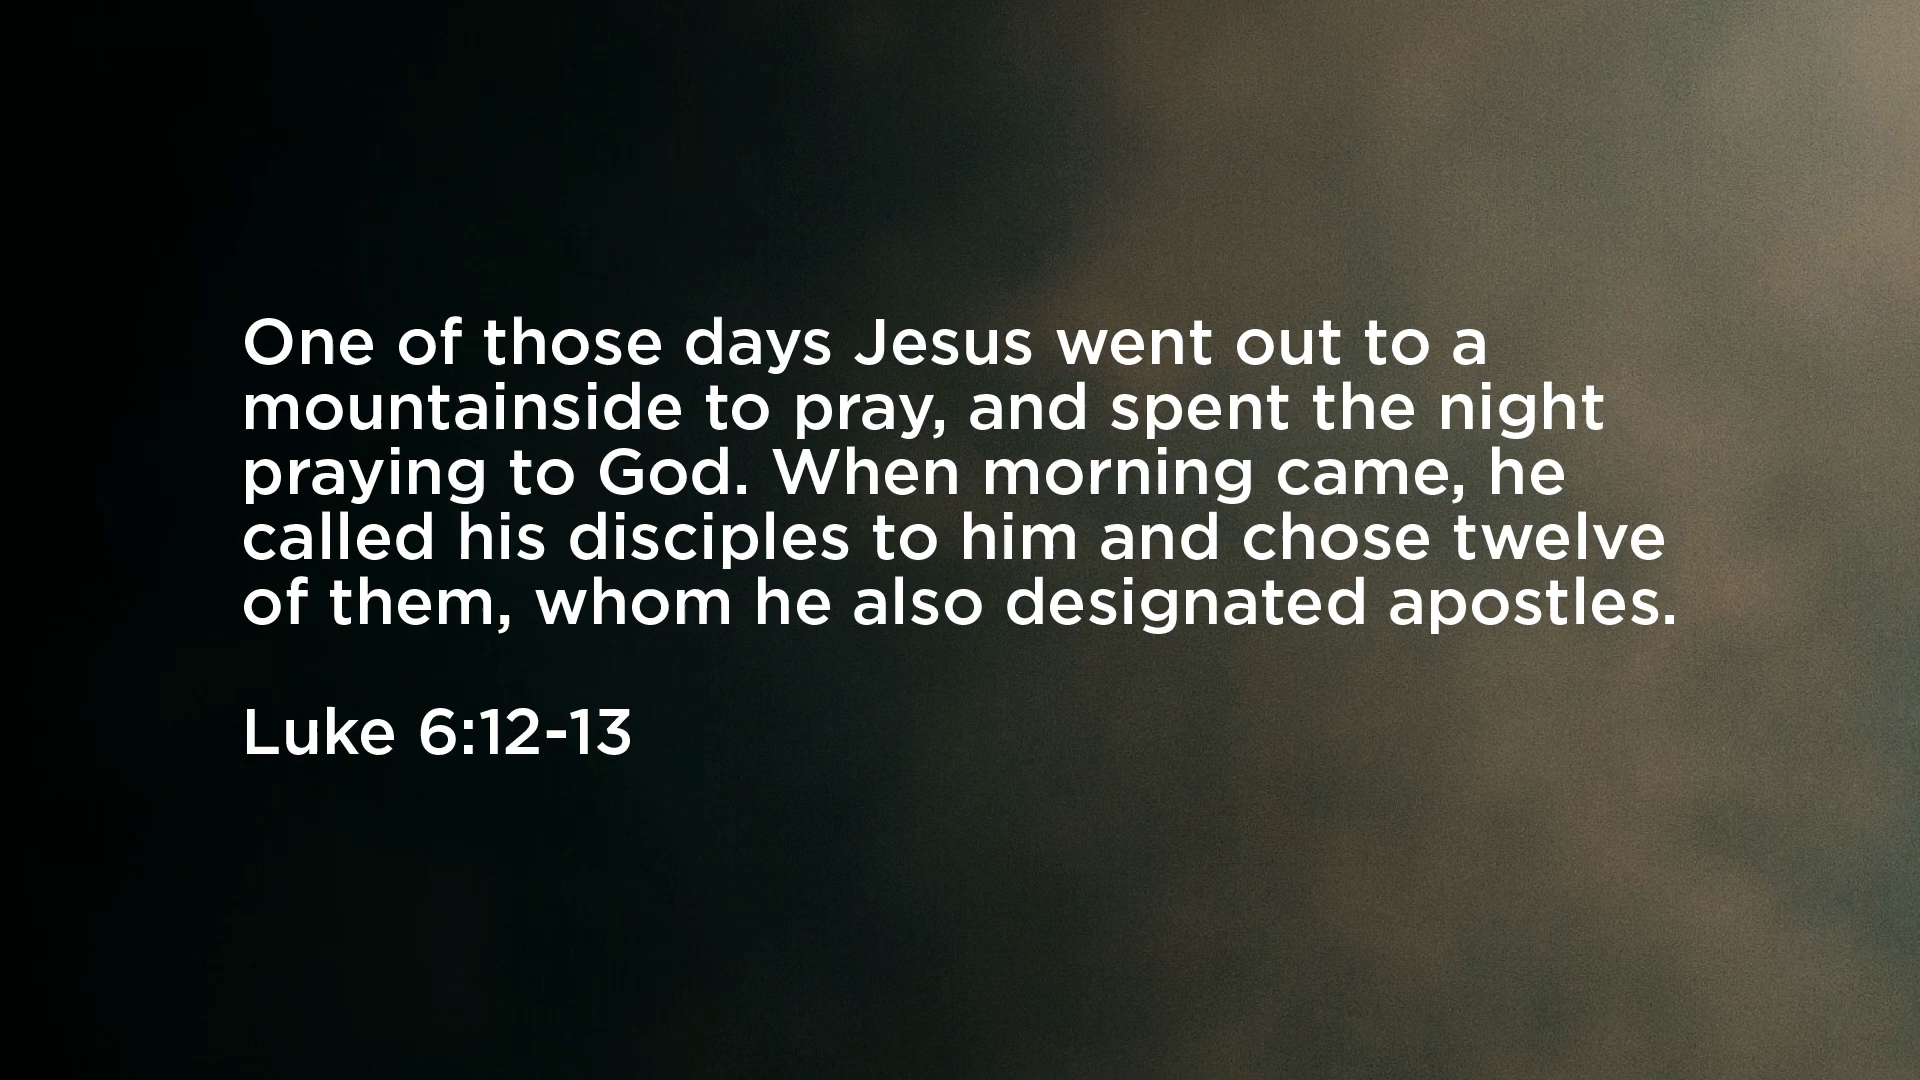 One of those days Jesus went out to a
mountainside to pray, and spent the night
praying to God. When morning came, he
called his disciples to him and chose twelve
of them, whom he also designated apostles.
Luke 6:12-13